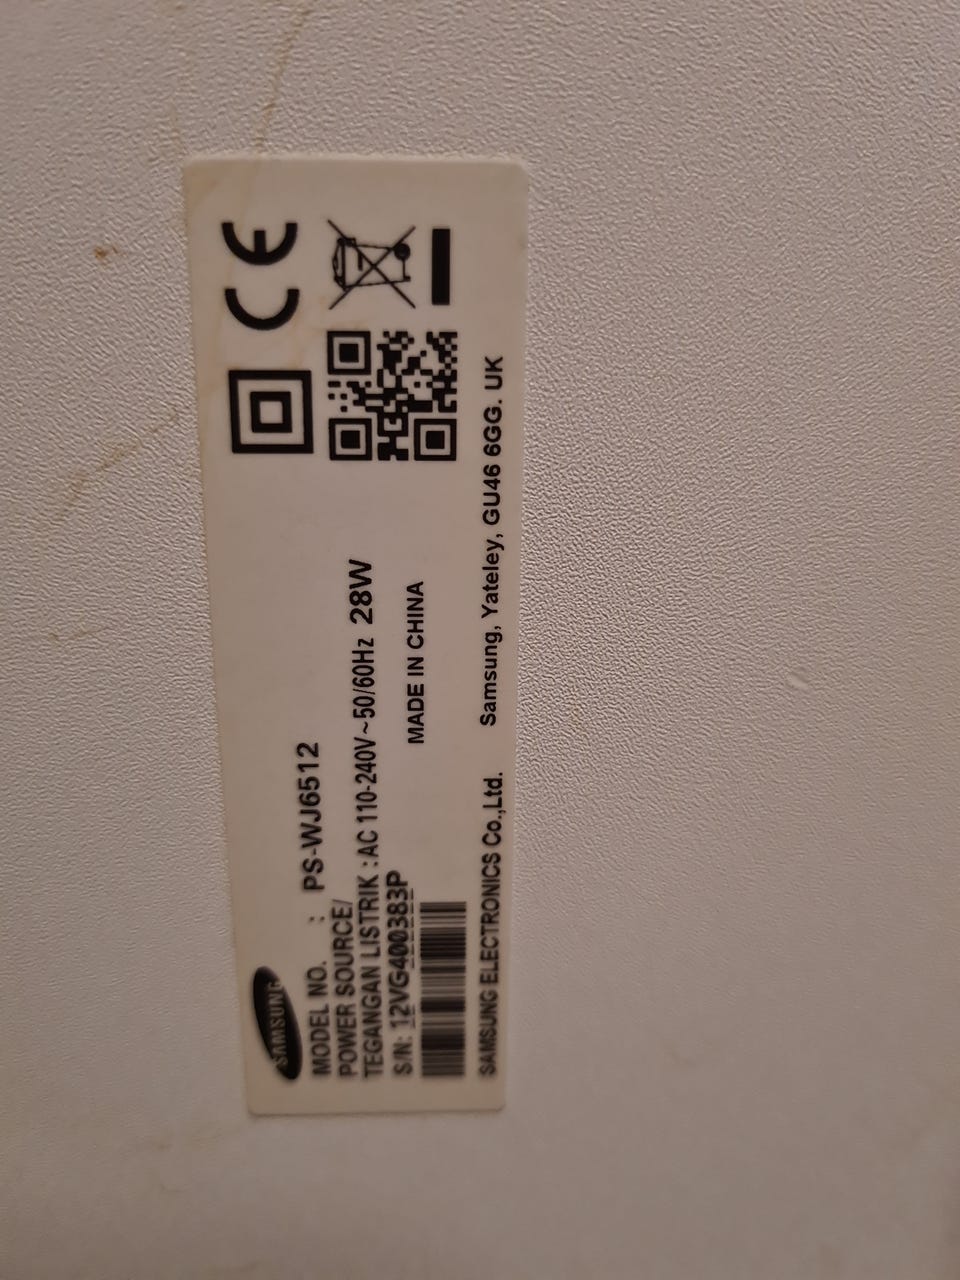 SAMSUNG
MODEL NO. : PS-WJ6512
POWER SOURCE/
TEGANGAN LISTRIK : AC 110-240V~50/60Hz 28W
S/N: 12VG400383P
MADE IN CHINA
SAMSUNG ELECTRONICS Co.,Ltd. Samsung, Yateley, GU46 6GG. UK
CE